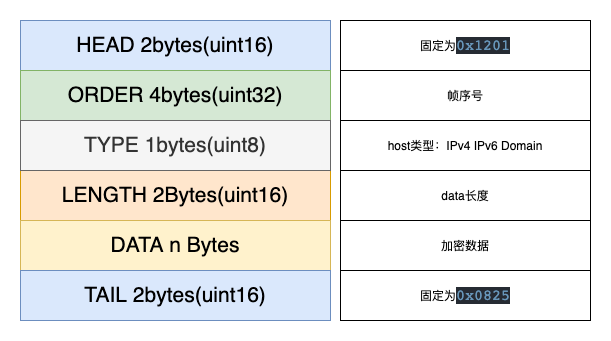 HEAD 2bytes(uint16)
固定为0x1201
ORDER 4bytes(uint32)
帧序号
TYPE 1bytes(uint8)
host类型：IPv4 IPv6 Domain
LENGTH 2Bytes(uint16)
data长度
DATA n Bytes
加密数据
TAIL 2bytes(uint16)
固定为0x0825